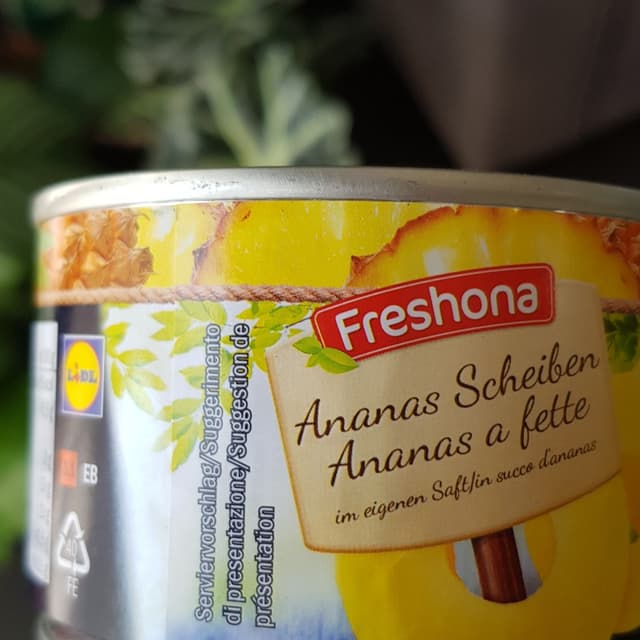 Freshona
Ananas Scheiben
Ananas a fette
im eigenen Saft/in succo d'ananas
Serviervorschlag/Suggerimento
di presentazione/Suggestion de
présentation
LIDL
EB
40
FE